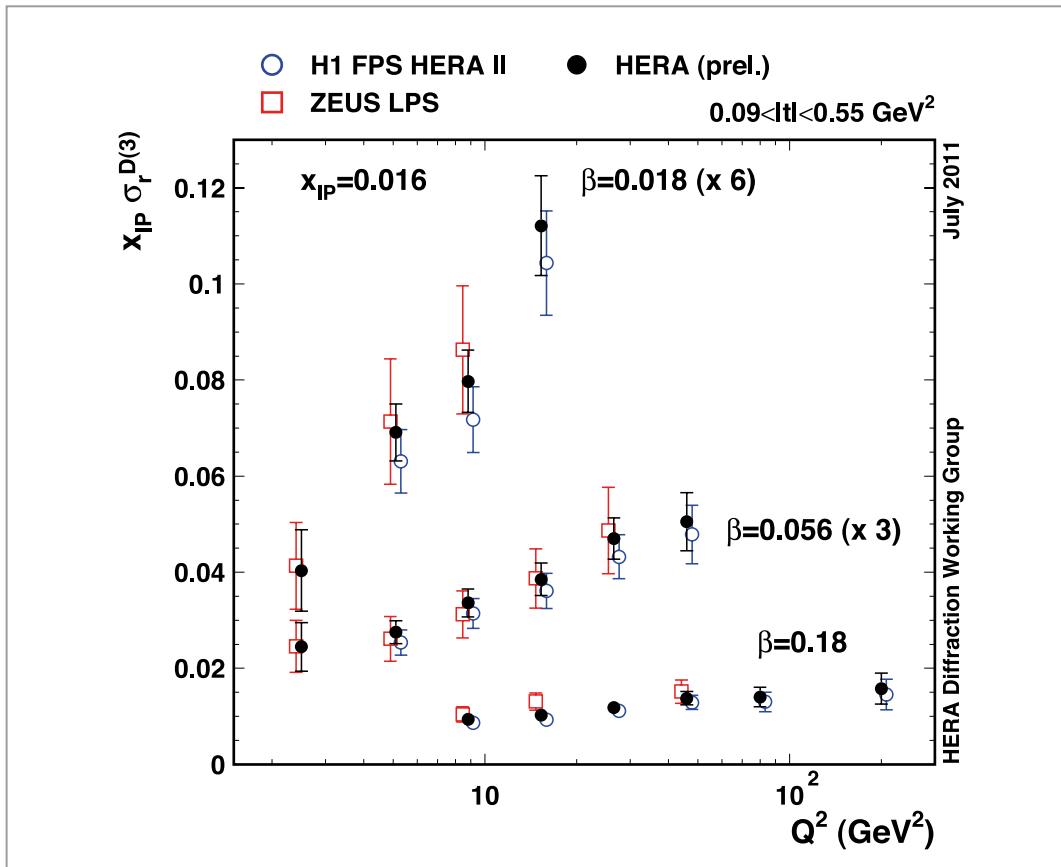 H1 FPS HERA II
HERA (prel.)
ZEUS LPS
0.09<|t|<0.55 GeV²
x_IP σ_r^D(3)
x_IP=0.016
β=0.018 (x 6)
β=0.056 (x 3)
β=0.18
0.12
0.1
0.08
0.06
0.04
0.02
0
10
10²
Q² (GeV²)
July 2011
HERA Diffraction Working Group